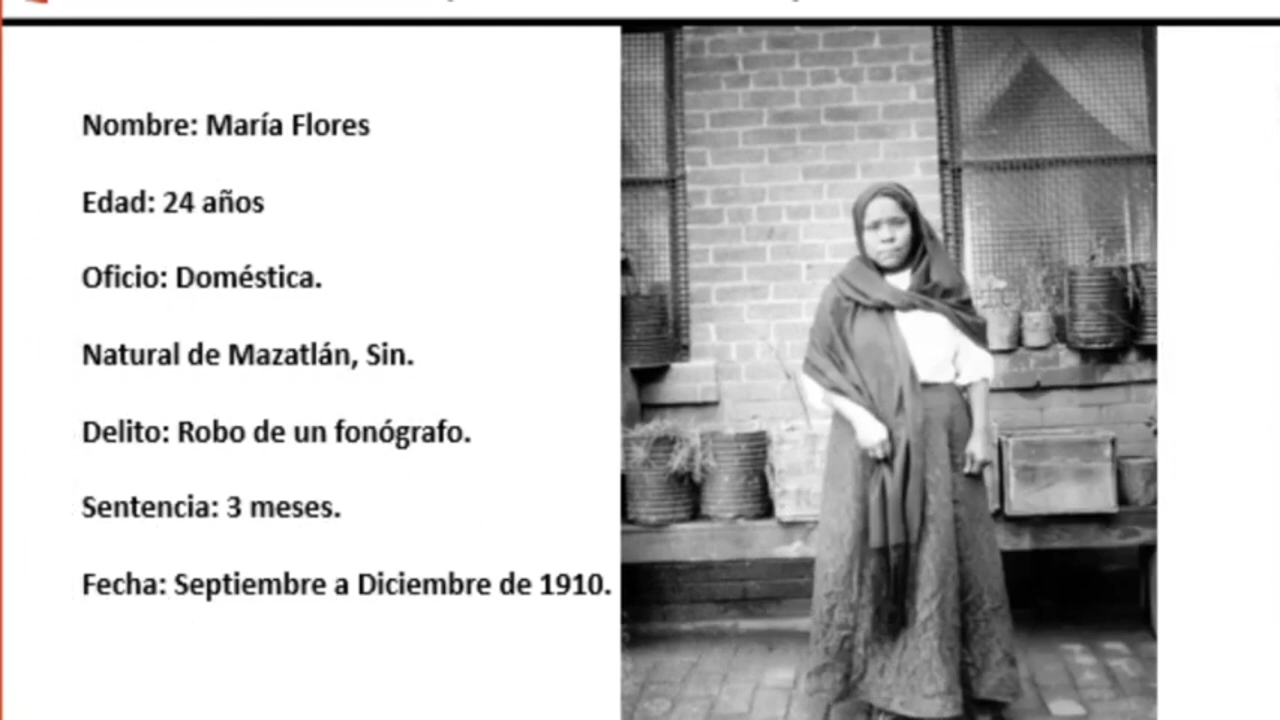 Nombre: María Flores
Edad: 24 años
Oficio: Doméstica.
Natural de Mazatlán, Sin.
Delito: Robo de un fonógrafo.
Sentencia: 3 meses.
Fecha: Septiembre a Diciembre de 1910.